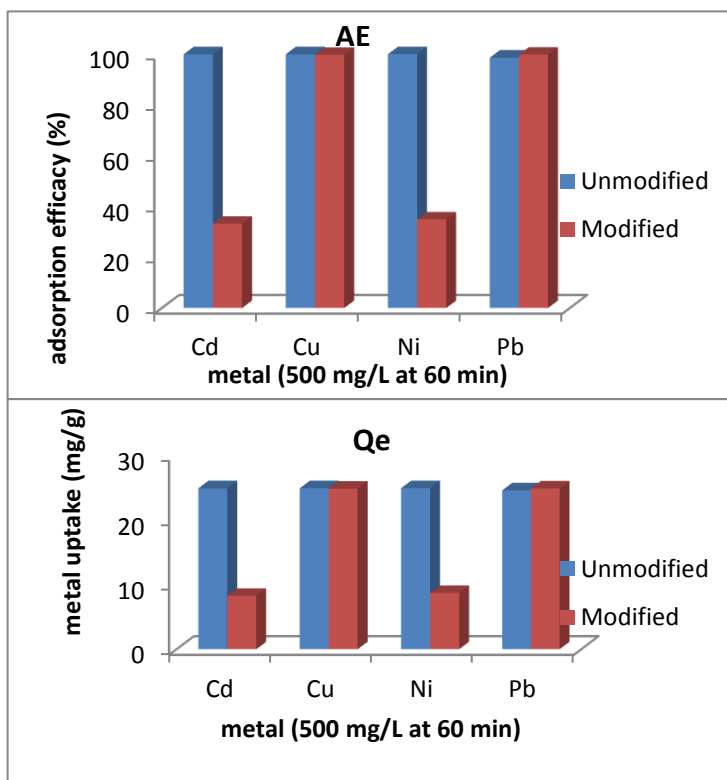 AE
adsorption efficacy (%)
100
80
60
40
20
0
Cd Cu Ni Pb
metal (500 mg/L at 60 min)
Unmodified
Modified
Qe
metal uptake (mg/g)
30
20
10
0
Cd Cu Ni Pb
metal (500 mg/L at 60 min)
Unmodified
Modified